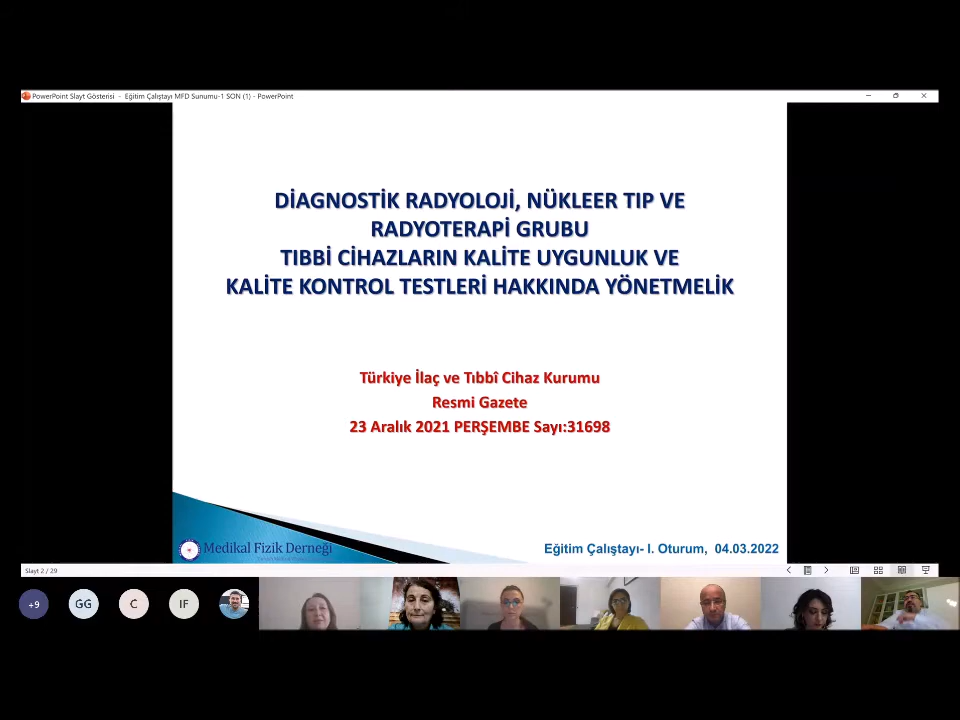 PowerPoint Slayt Gösterisi - Eğitim Çalıştayı MFD Sunumu-1 SON (1) - PowerPoint
DİAGNOSTİK RADYOLOJİ, NÜKLEER TIP VE
RADYOTERAPİ GRUBU
TIBBİ CİHAZLARIN KALİTE UYGUNLUK VE
KALİTE KONTROL TESTLERİ HAKKINDA YÖNETMELİK
Türkiye İlaç ve Tıbbî Cihaz Kurumu
Resmi Gazete
23 Aralık 2021 PERŞEMBE Sayı:31698
Medikal Fizik Derneği
Eğitim Çalıştayı- I. Oturum, 04.03.2022
Slayt 2 / 29
+9
GG
C
IF